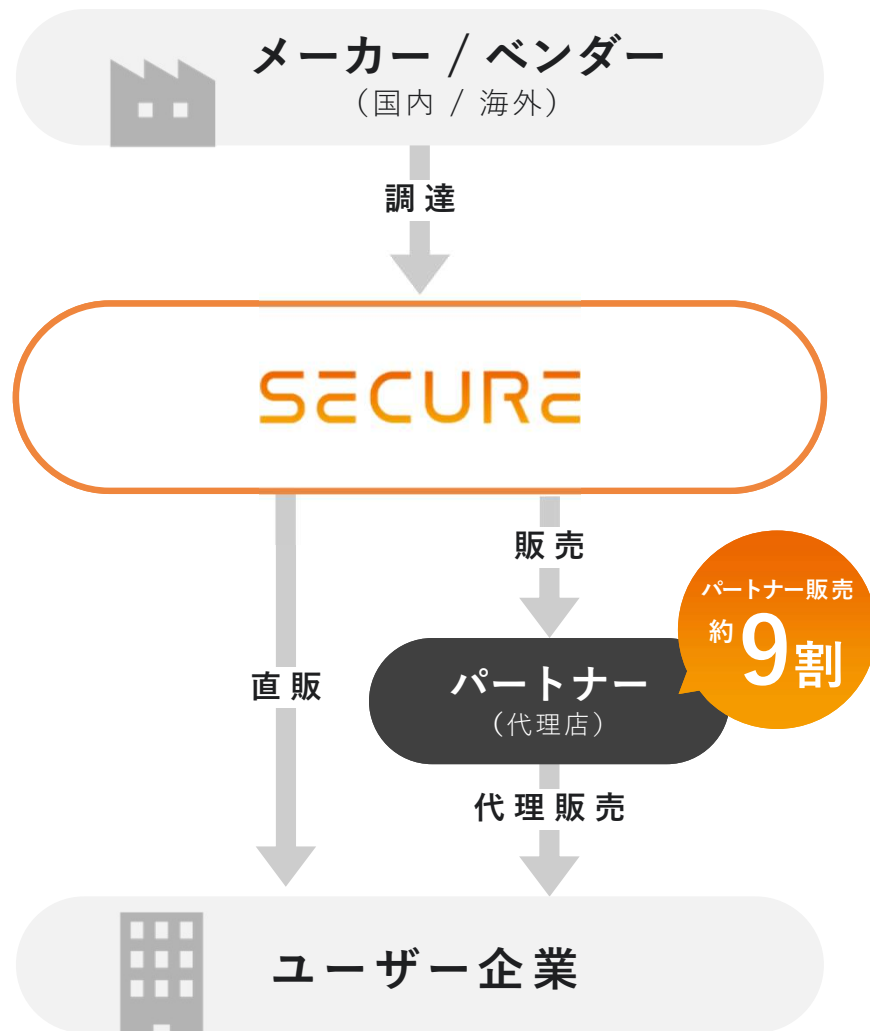 メーカー / ベンダー
（国内 / 海外）
調達
SECURE
販売
パートナー販売
約9割
直販
パートナー
（代理店）
代理販売
ユーザー企業